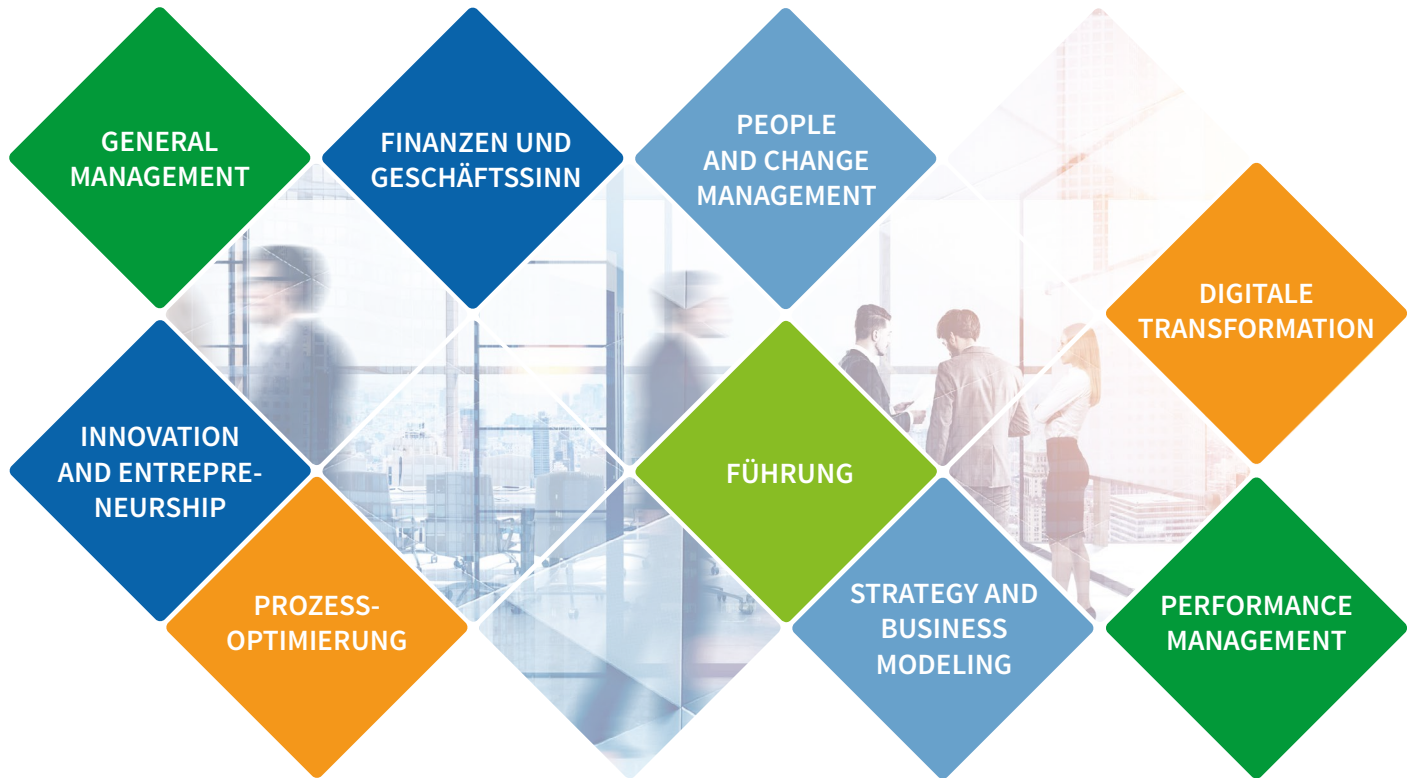 GENERAL
MANAGEMENT
FINANZEN UND
GESCHÄFTSSINN
PEOPLE
AND CHANGE
MANAGEMENT
DIGITALE
TRANSFORMATION
INNOVATION
AND ENTREPRE-
NEURSHIP
FÜHRUNG
PROZESS-
OPTIMIERUNG
STRATEGY AND
BUSINESS
MODELING
PERFORMANCE
MANAGEMENT